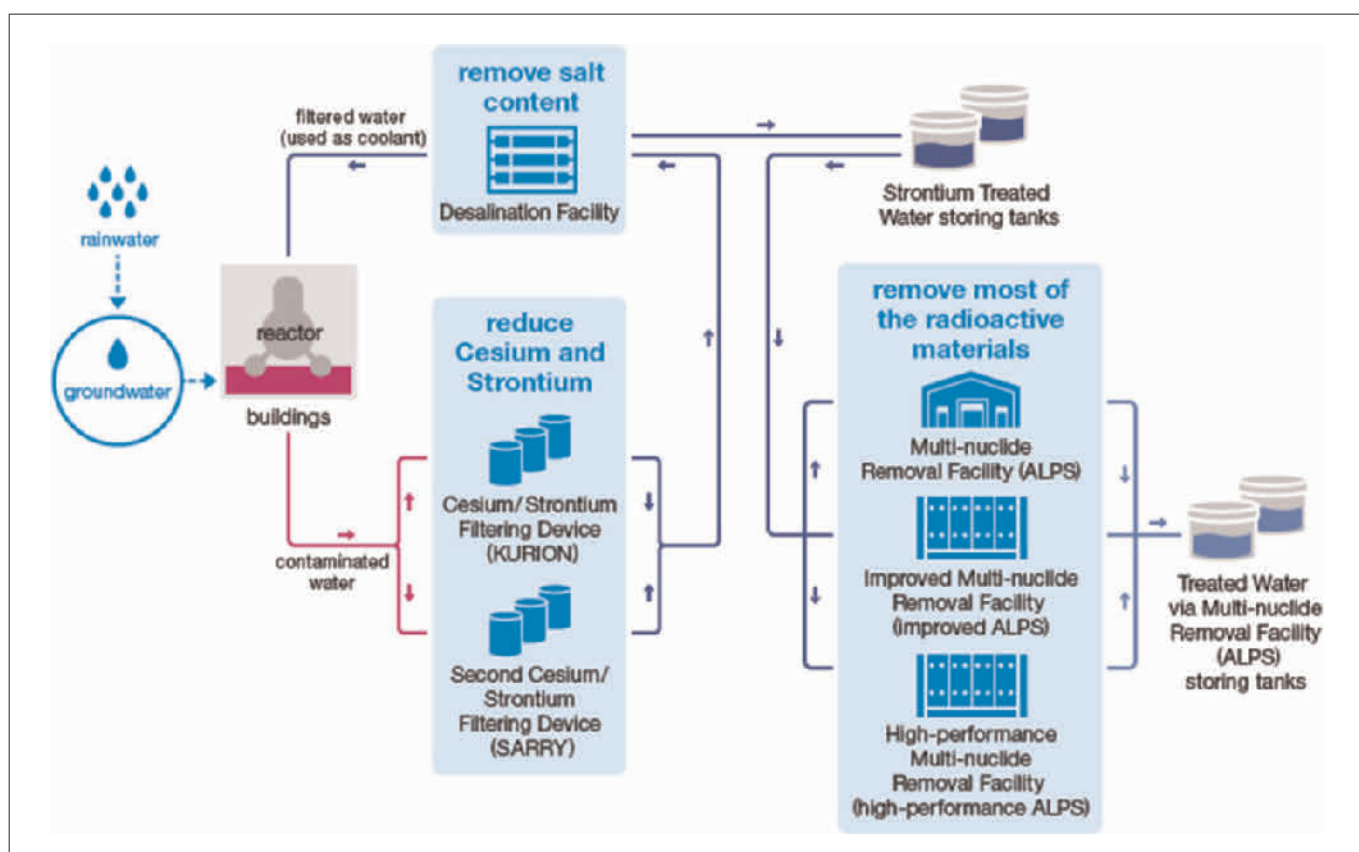 remove salt
content
Desalination Facility
filtered water
(used as coolant)
rainwater
groundwater
reactor
buildings
contaminated
water
reduce
Cesium and
Strontium
Cesium/Strontium
Filtering Device
(KURION)
Second Cesium/
Strontium
Filtering Device
(SARRY)
Strontium Treated
Water storing tanks
remove most of
the radioactive
materials
Multi-nuclide
Removal Facility (ALPS)
Improved Multi-nuclide
Removal Facility
(improved ALPS)
High-performance
Multi-nuclide
Removal Facility
(high-performance ALPS)
Treated Water
via Multi-nuclide
Removal Facility
(ALPS)
storing tanks